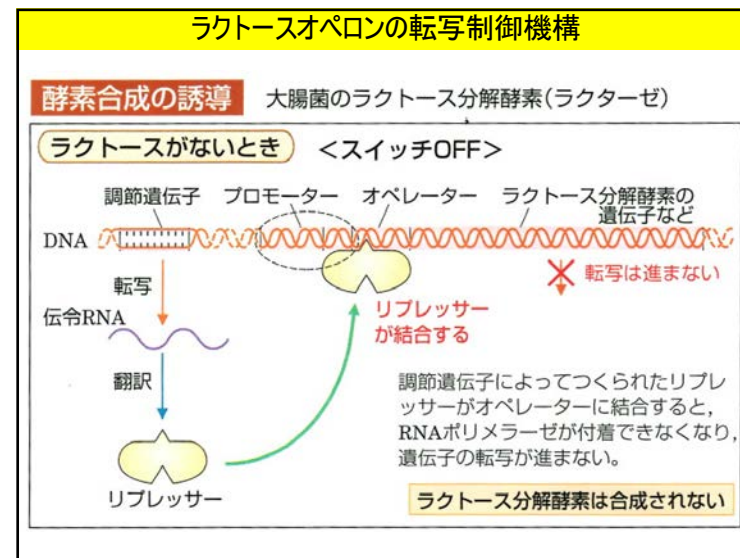 ラクトースオペロンの転写制御機構
酵素合成の誘導 大腸菌のラクトース分解酵素(ラクターゼ)
ラクトースがないとき <スイッチOFF>
調節遺伝子 プロモーター オペレーター ラクトース分解酵素の
遺伝子など
DNA
転写
転写は進まない
伝令RNA
リプレッサー
が結合する
翻訳
調節遺伝子によってつくられたリプレ
ッサーがオペレーターに結合すると,
RNAポリメラーゼが付着できなくなり,
遺伝子の転写が進まない。
リプレッサー
ラクトース分解酵素は合成されない